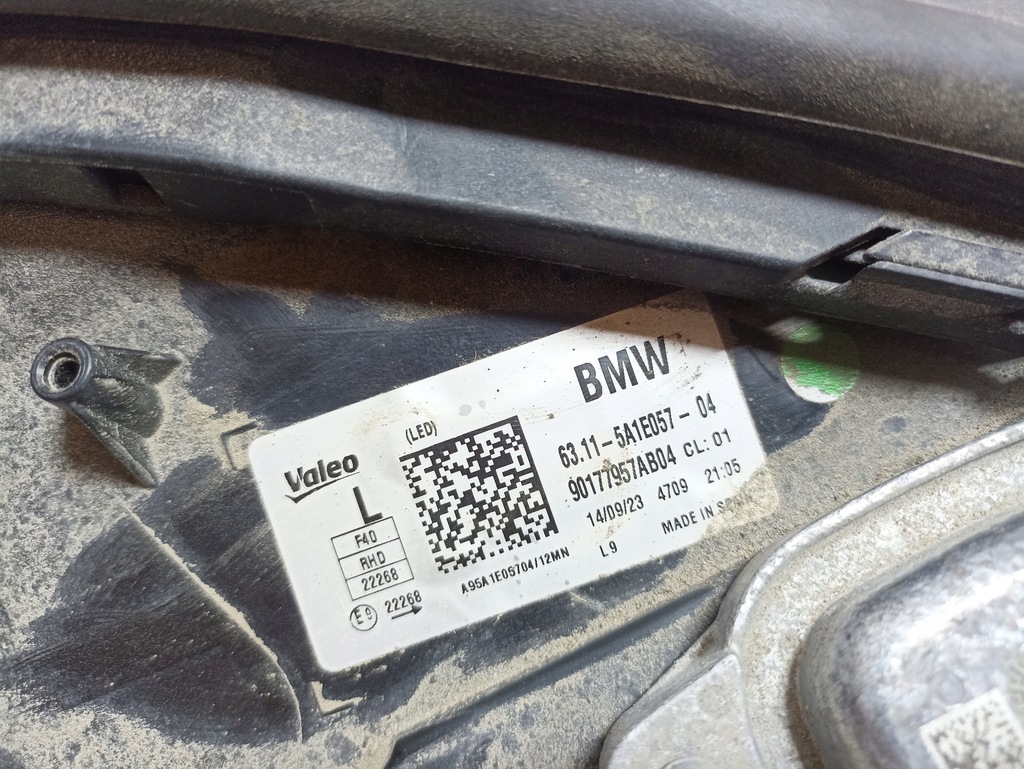 BMW
(LED)
Valeo
L
F40
RHD
22268
E9 22268
63.11-5A1E057-04
90177957AB04 CL: 01
14/09/23 4709 21:05
MADE IN
L9
A95A1E05704/12MN